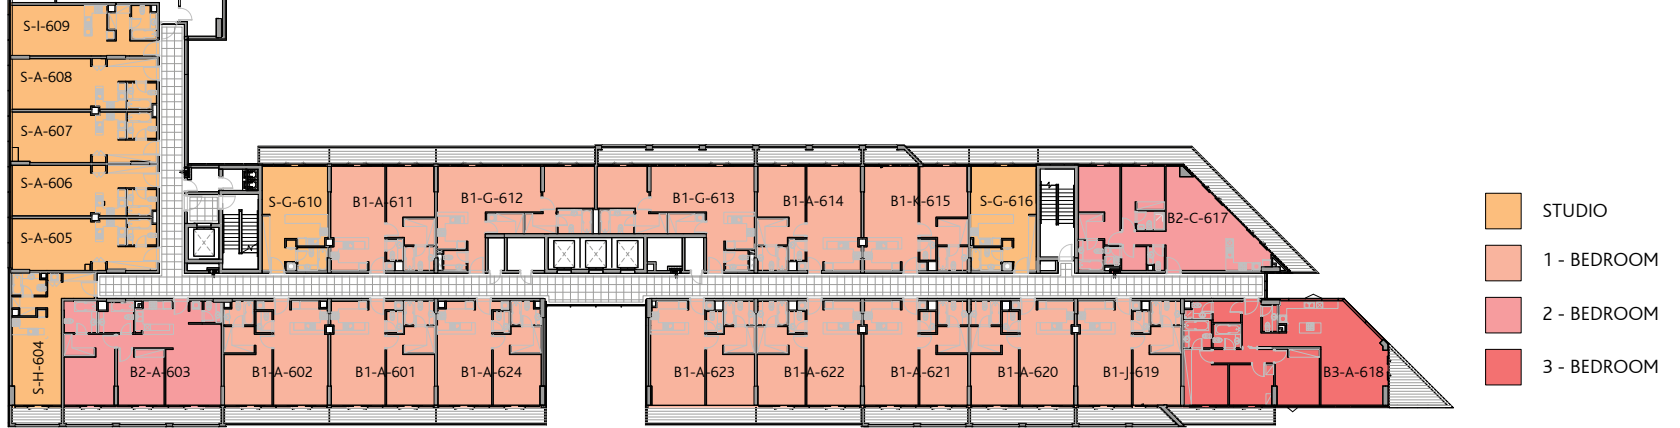 S-I-609
S-A-608
S-A-607
S-A-606
S-A-605
S-G-610
B1-A-611
B1-G-612
B1-G-613
B1-A-614
B1-K-615
S-G-616
B2-C-617
S-H-604
B2-A-603
B1-A-602
B1-A-601
B1-A-624
B1-A-623
B1-A-622
B1-A-621
B1-A-620
B1-J-619
B3-A-618
STUDIO
1 - BEDROOM
2 - BEDROOM
3 - BEDROOM